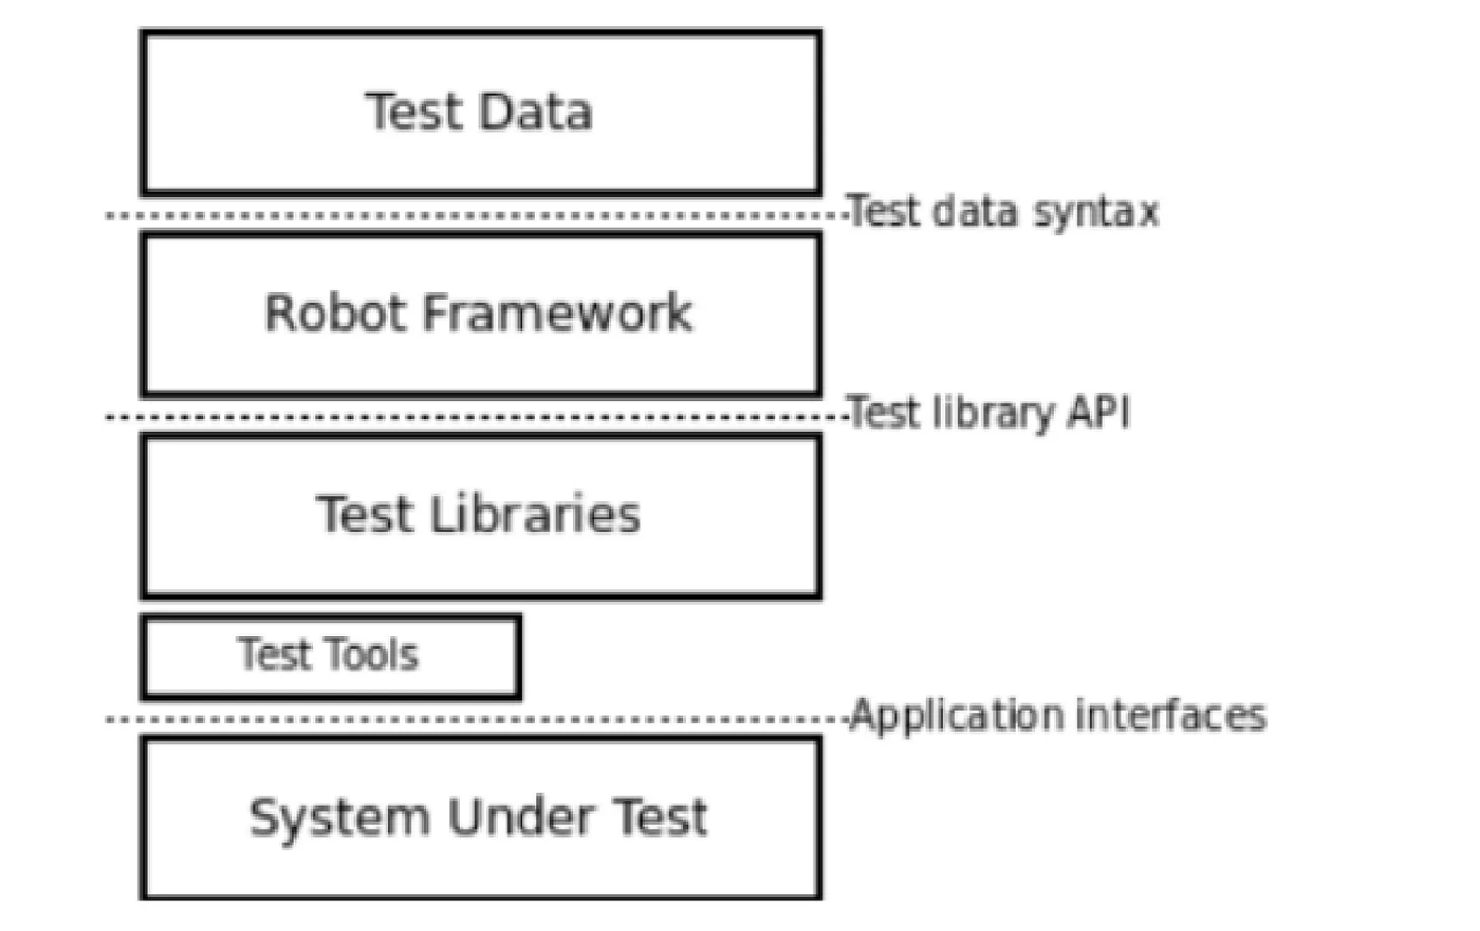 Test Data
Test data syntax
Robot Framework
Test library API
Test Libraries
Test Tools
Application interfaces
System Under Test